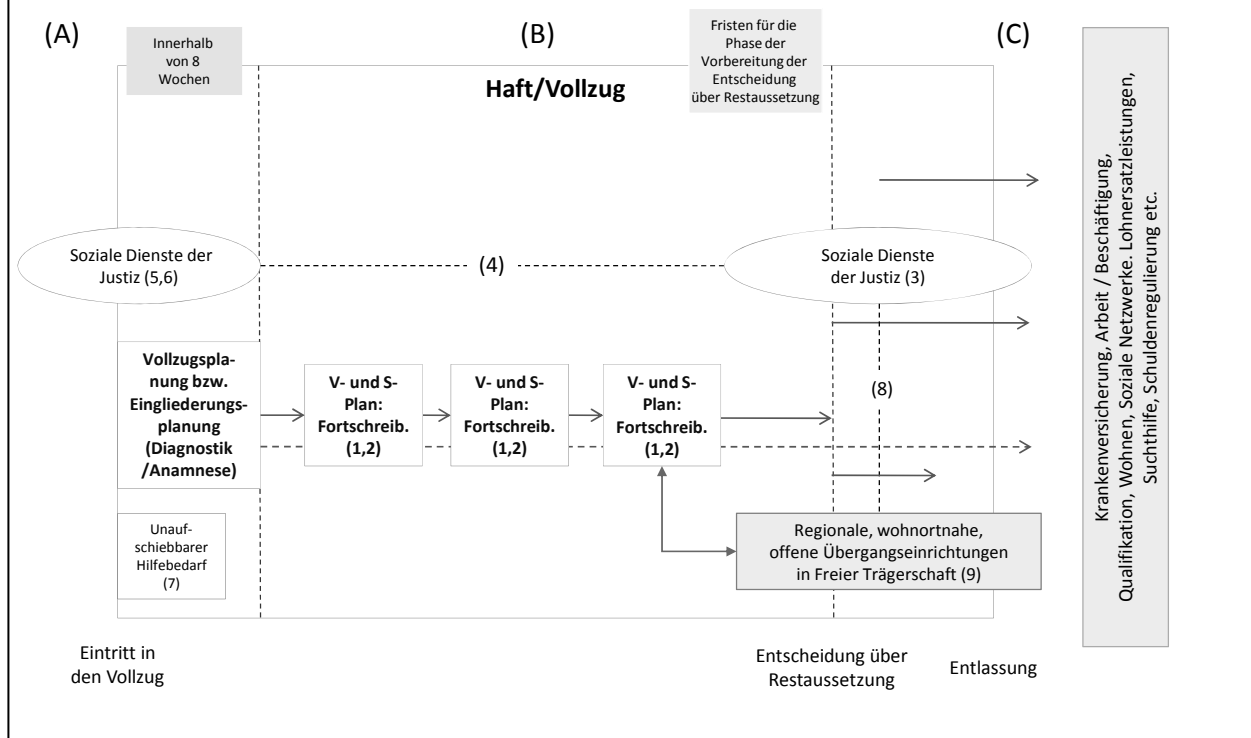 (A)
Innerhalb
von 8
Wochen
(B)
Fristen für die
Phase der
Vorbereitung der
Entscheidung
über Restaussetzung
(C)
Haft/Vollzug
Soziale Dienste der
Justiz (5,6)
(4)
Soziale Dienste
der Justiz (3)
Vollzugspla-
nung bzw.
Eingliederungs-
planung
(Diagnostik
/Anamnese)
V- und S-
Plan:
Fortschreib.
(1,2)
V- und S-
Plan:
Fortschreib.
(1,2)
V- und S-
Plan:
Fortschreib.
(1,2)
(8)
Unauf-
schiebbarer
Hilfebedarf
(7)
Regionale, wohnortnahe,
offene Übergangseinrichtungen
in Freier Trägerschaft (9)
Eintritt in
den Vollzug
Entscheidung über
Restaussetzung
Entlassung
Krankenversicherung, Arbeit / Beschäftigung,
Qualifikation, Wohnen, Soziale Netzwerke. Lohnersatzleistungen,
Suchthilfe, Schuldenregulierung etc.